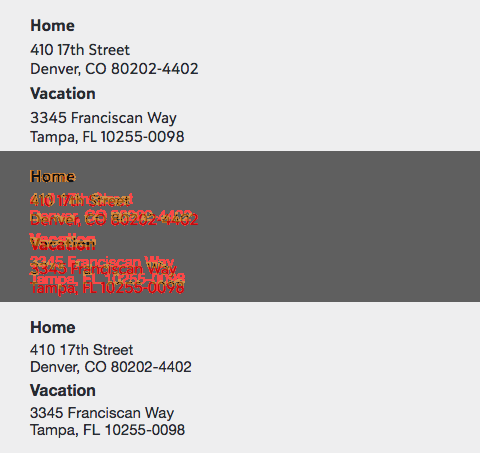 Home
410 17th Street
Denver, CO 80202-4402
Vacation
3345 Franciscan Way
Tampa, FL 10255-0098
Home
410 17th Street
Denver, CO 80202-4402
Vacation
3345 Franciscan Way
Tampa, FL 10255-0098
Home
410 17th Street
Denver, CO 80202-4402
Vacation
3345 Franciscan Way
Tampa, FL 10255-0098